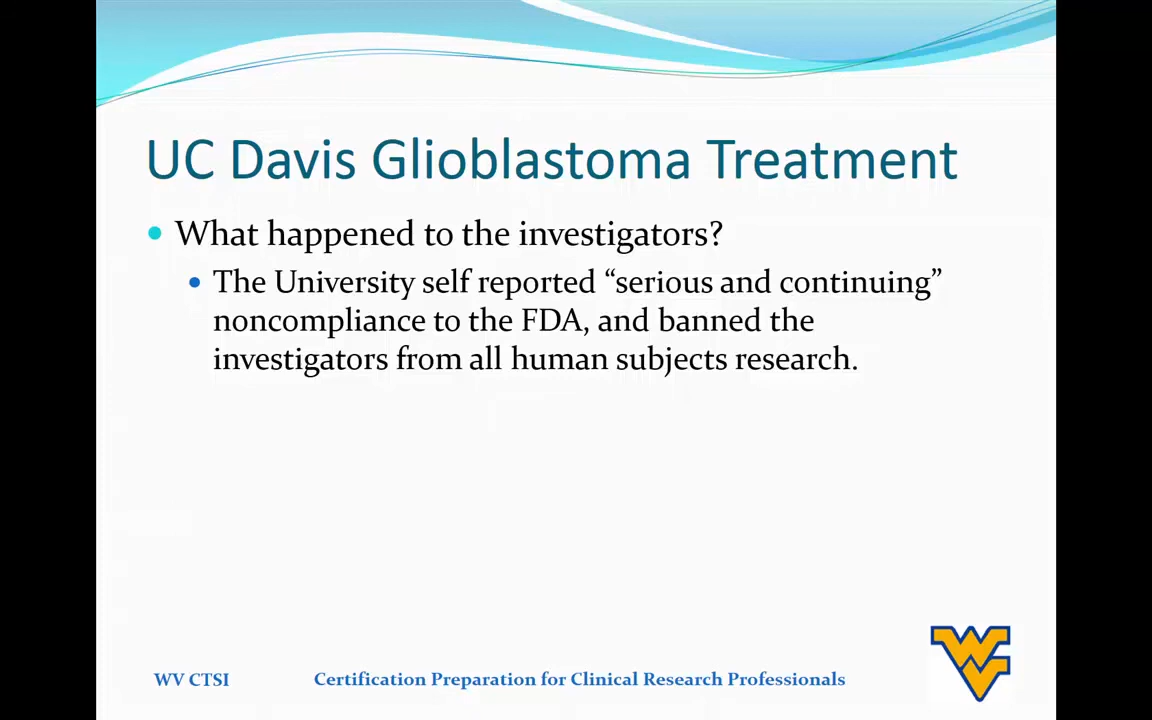 UC Davis Glioblastoma Treatment
What happened to the investigators?
The University self reported “serious and continuing”
noncompliance to the FDA, and banned the
investigators from all human subjects research.
WV CTSI
Certification Preparation for Clinical Research Professionals
WV